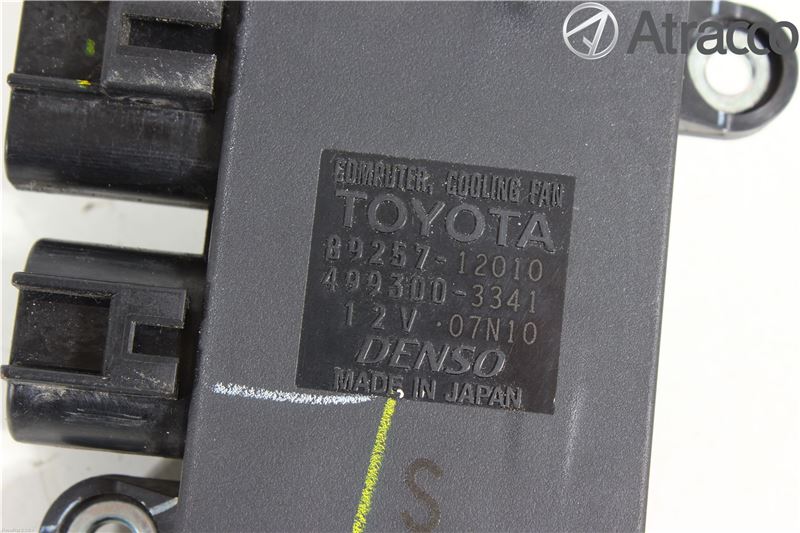 Atracco
COMPUTER, COOLING FAN
TOYOTA
89257-12010
499300-3341
12V 07N10
DENSO
MADE IN JAPAN
S